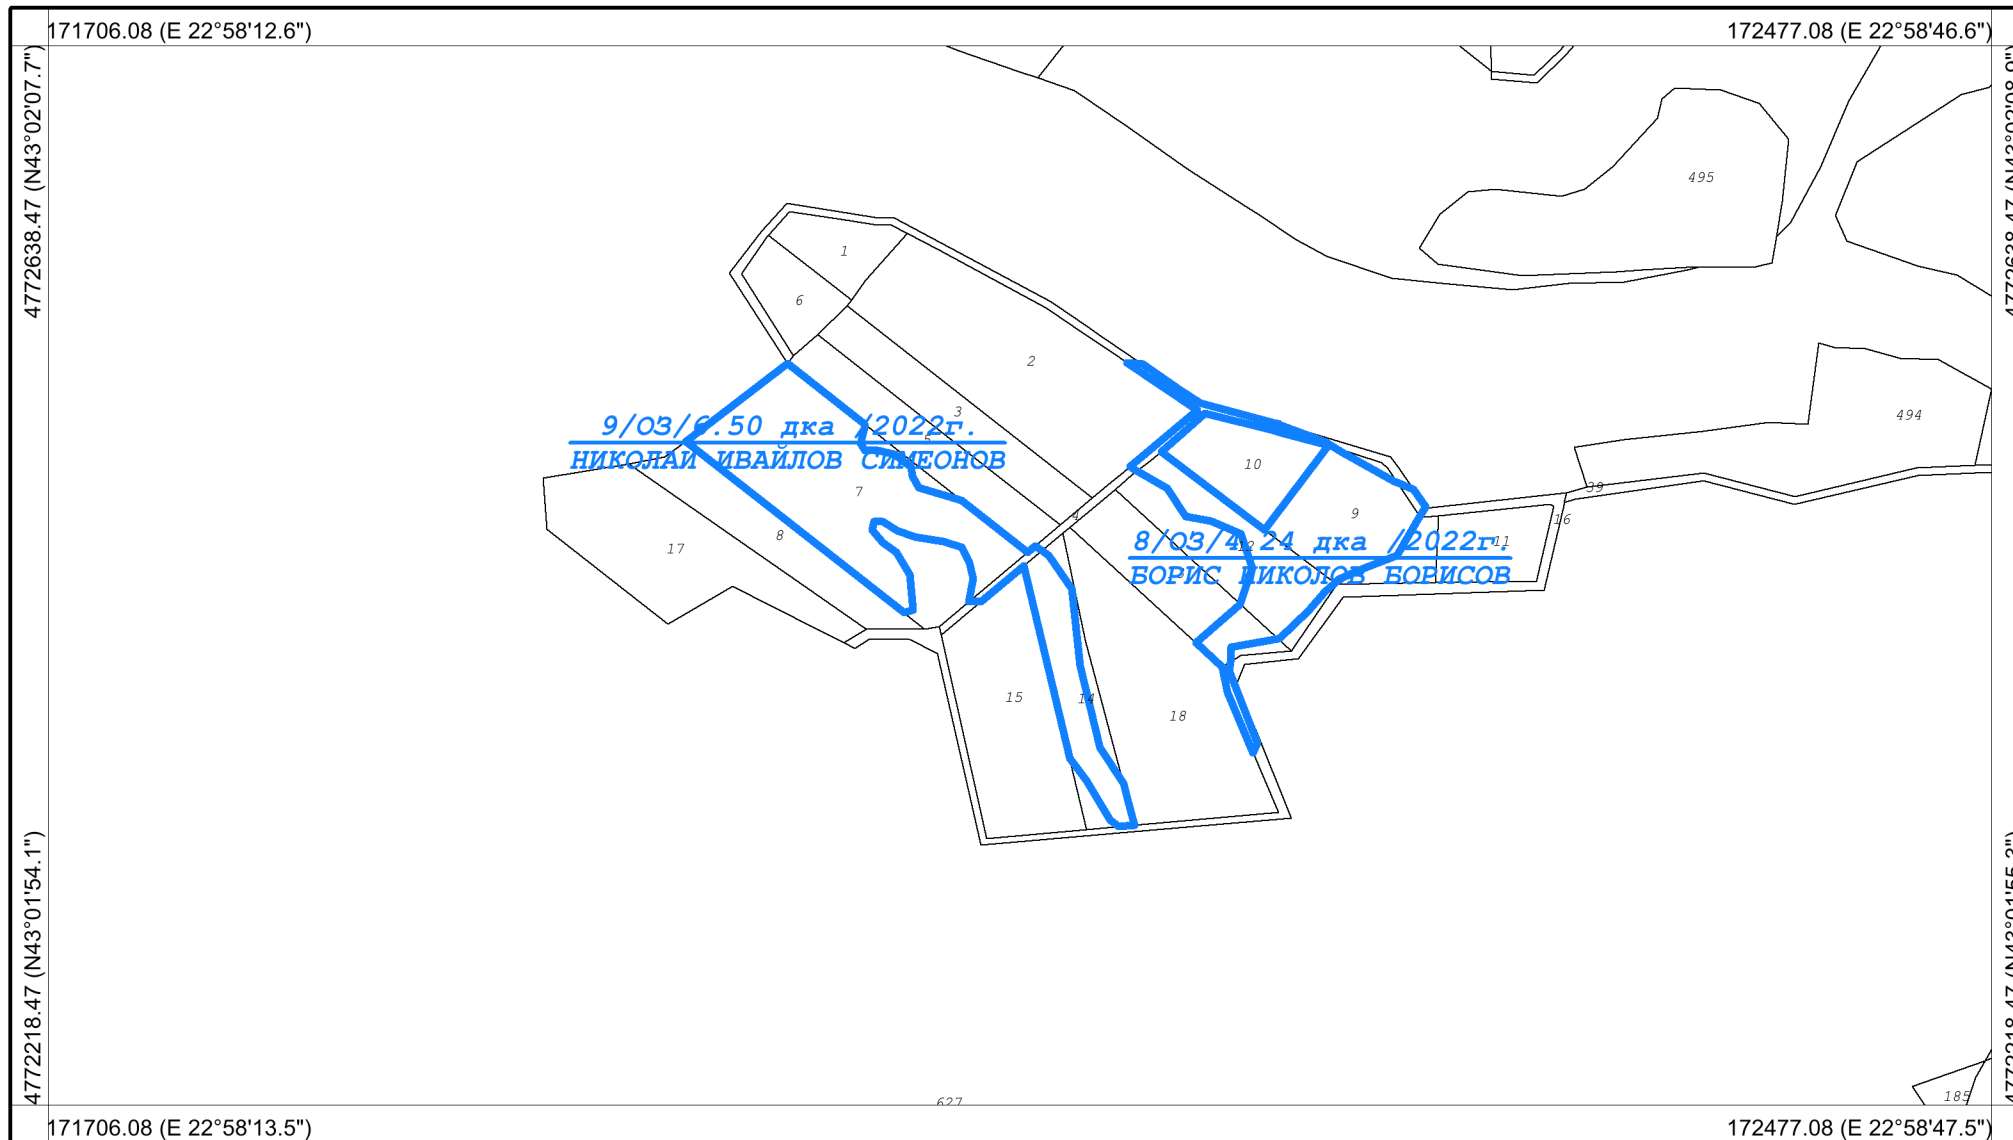 171706.08 (E 22°58'12.6")
172477.08 (E 22°58'46.6")
4772638.47 (N43°02'07.7")
495
1
6
2
3
494
9/ОЗ/6.50 дка /2022г.
НИКОЛАЙ ИВАЙЛОВ СИМЕОНОВ
10
39
7
9
4
16
17
8
11
12
8/ОЗ/4.24 дка /2022г.
БОРИС НИКОЛОВ БОРИСОВ
15
14
18
4772218.47 (N43°01'54.1")
627
185
171706.08 (E 22°58'13.5")
172477.08 (E 22°58'47.5")